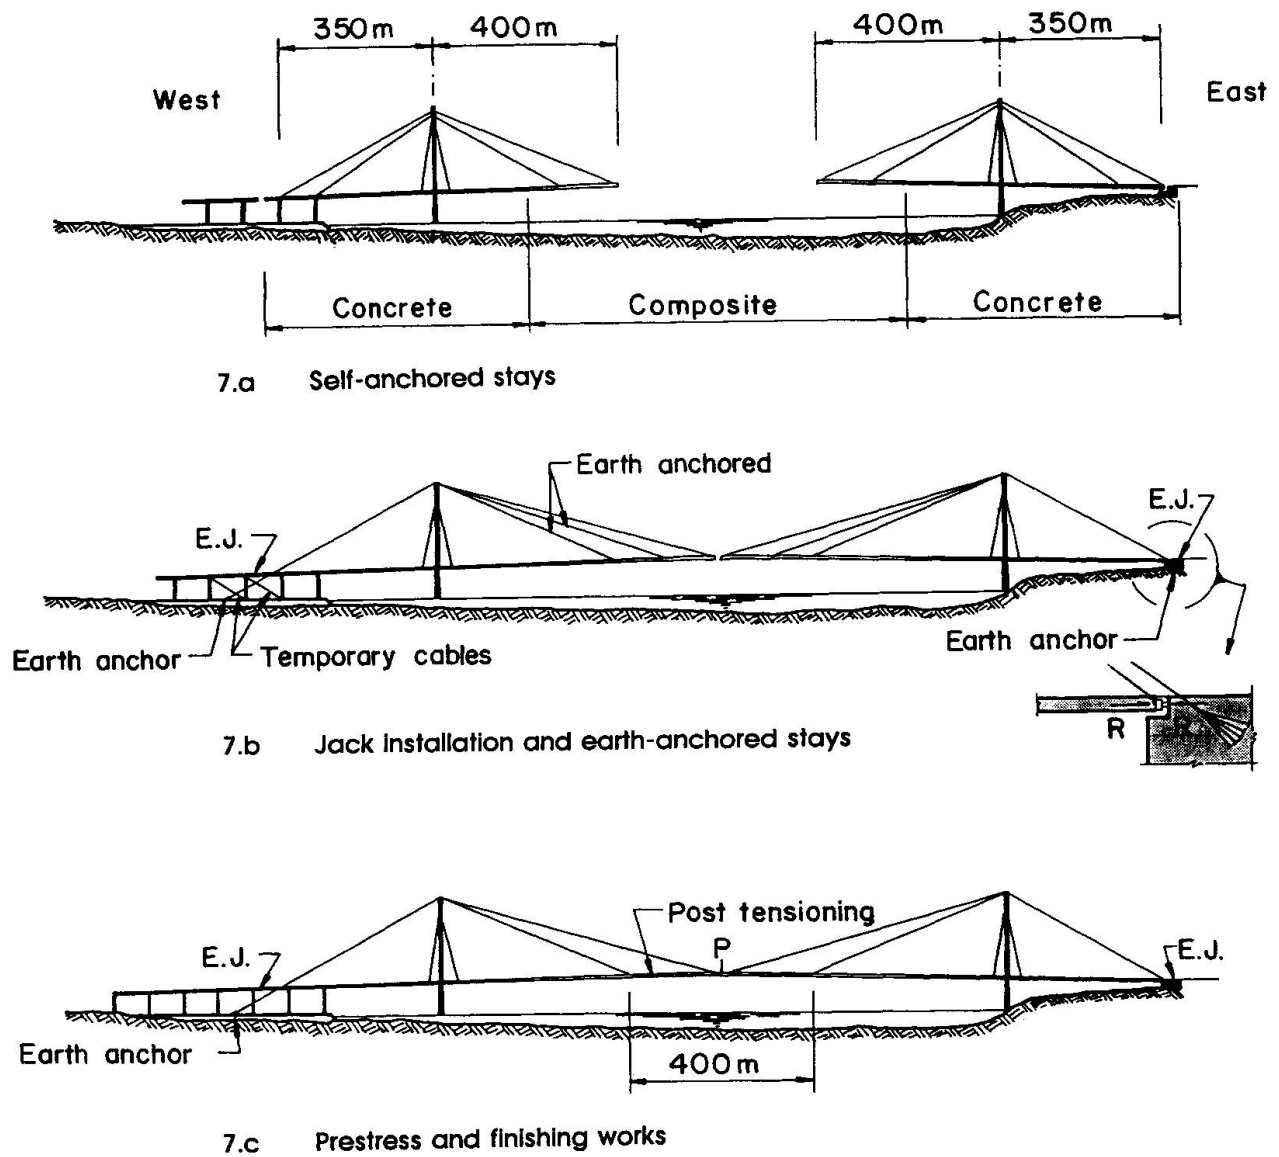 350m 400m 400m 350m
West East
Concrete Composite Concrete
7.a Self-anchored stays
Earth anchored
E.J. E.J.
Earth anchor Temporary cables Earth anchor
R R
7.b Jack installation and earth-anchored stays
Post tensioning
P
E.J. E.J.
Earth anchor
400m
7.c Prestress and finishing works